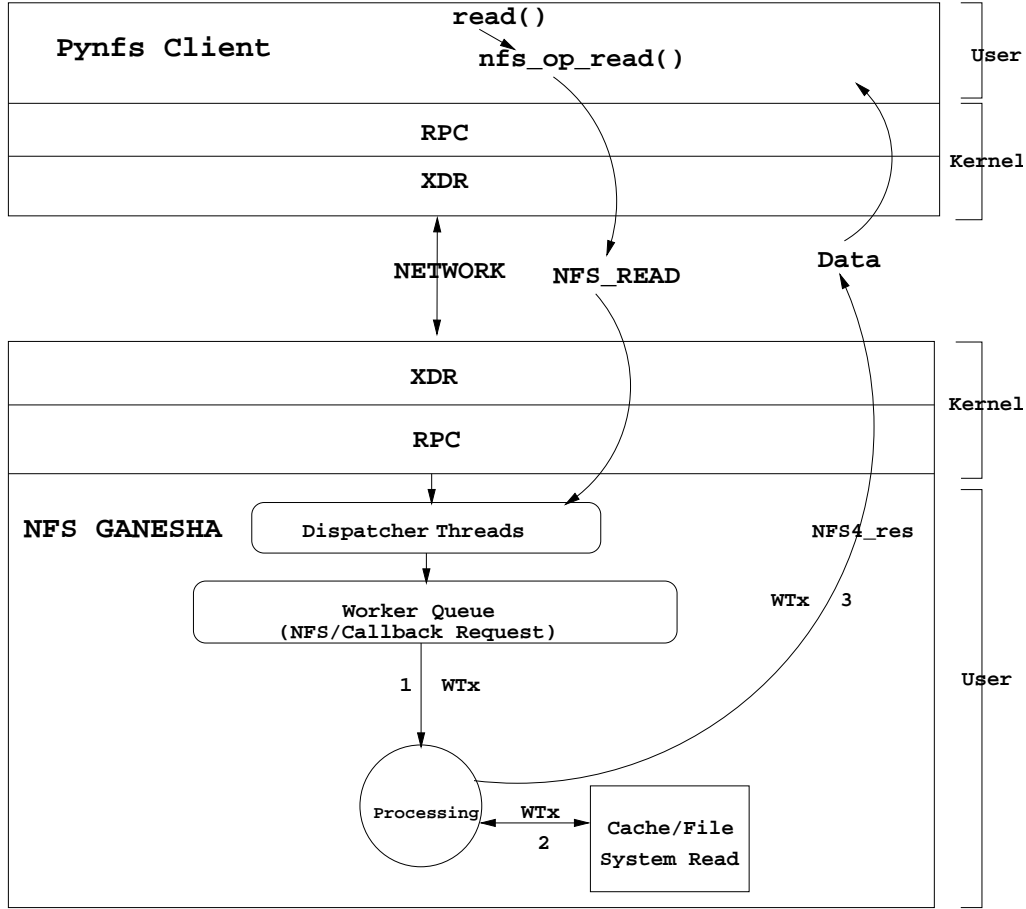 read()
Pynfs Client
nfs_op_read()
User
RPC
Kernel
XDR
NETWORK
NFS_READ
Data
XDR
Kernel
RPC
NFS GANESHA
Dispatcher Threads
NFS4_res
Worker Queue
(NFS/Callback Request)
WTx 3
User
1 WTx
Processing
WTx
2
Cache/File
System Read